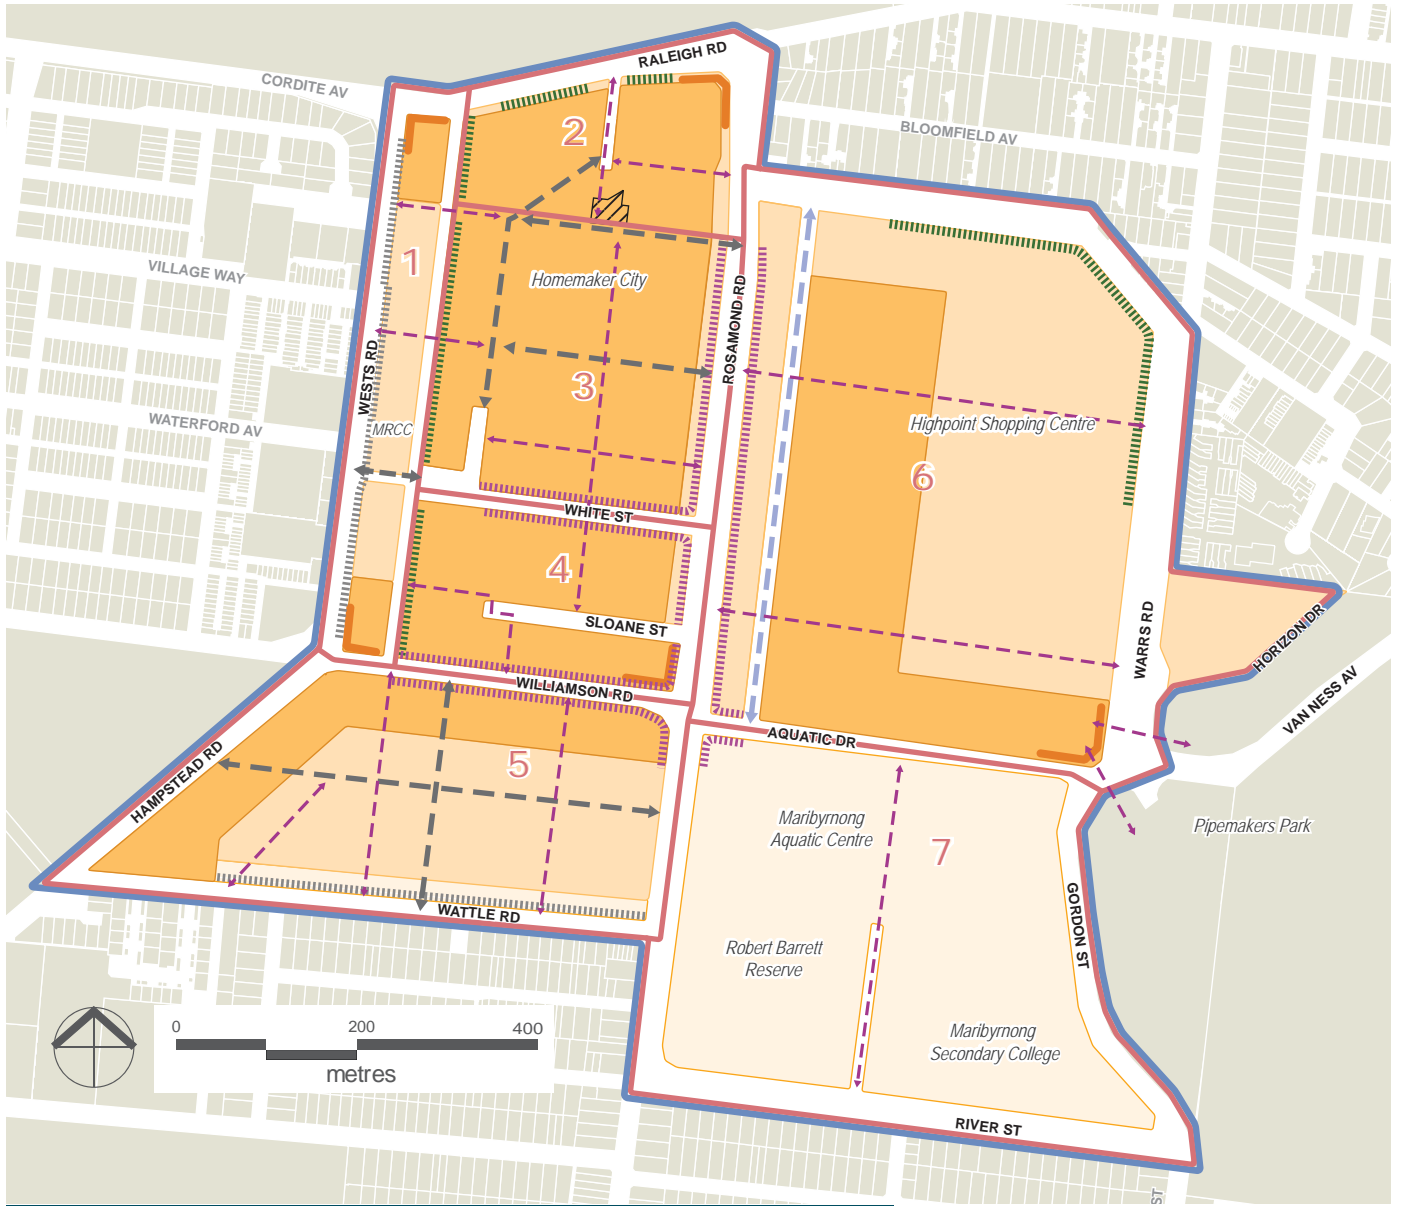 RALEIGH RD
CORDITE AV
BLOOMFIELD AV
2
1
VILLAGE WAY
Homemaker City
ROSAMOND RD
WESTS RD
3
MRCC
WATERFORD AV
Highpoint Shopping Centre
6
WHITE ST
4
SLOANE ST
WARRS RD
HORIZON DR
WILLIAMSON RD
VAN NESS AV
AQUATIC DR
HAMPSTEAD RD
5
Maribyrnong
Aquatic Centre
7
Pipemakers Park
WATTLE RD
GORDON ST
Robert Barrett
Reserve
0 200 400
metres
Maribyrnong
Secondary College
RIVER ST
ST